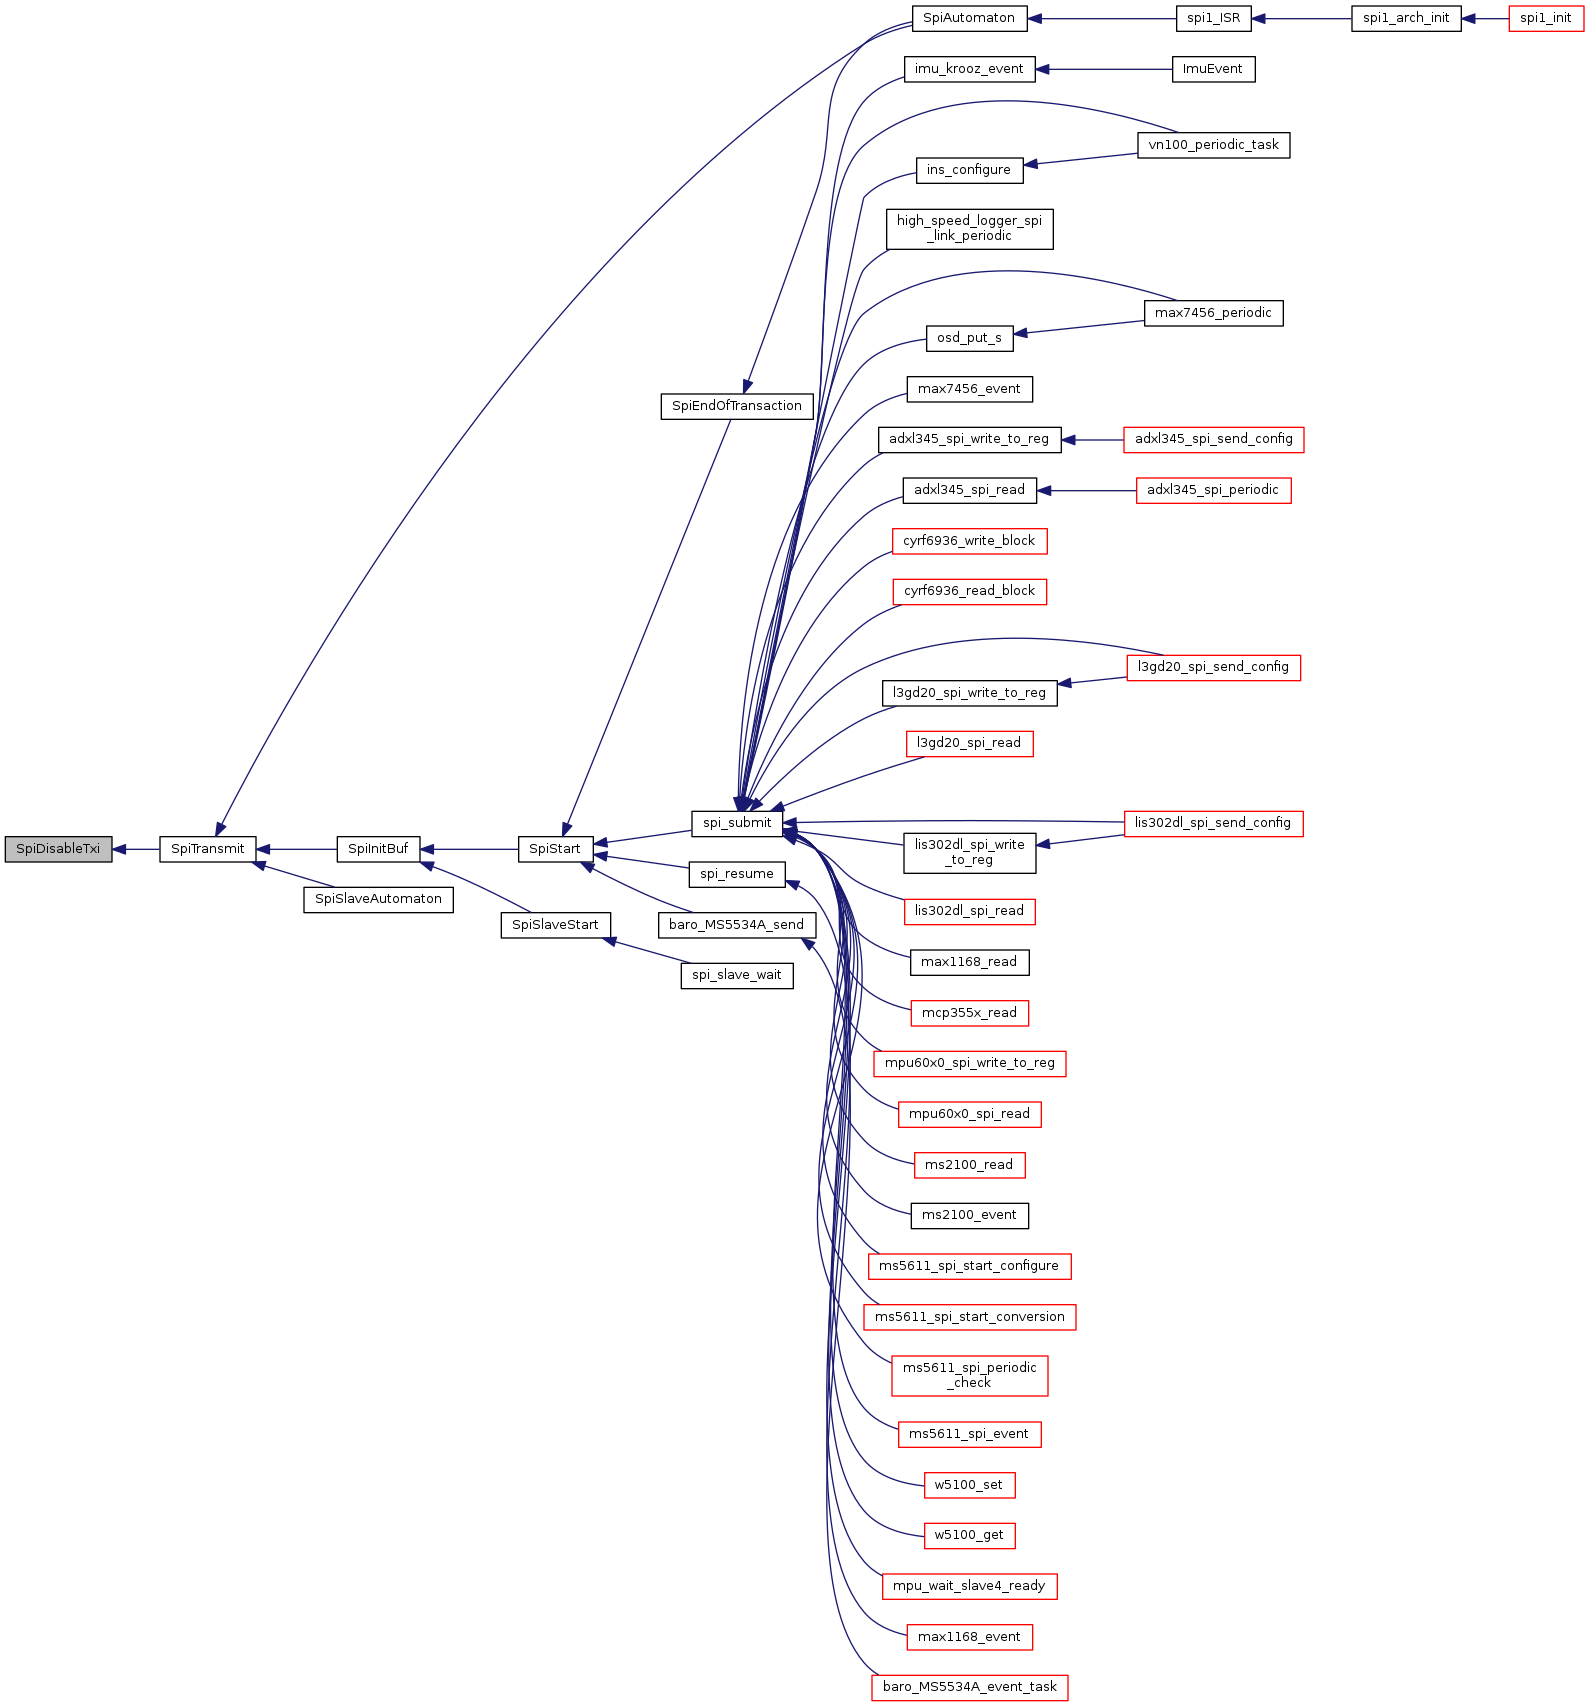 SpiAutomaton
spi1_ISR
spi1_arch_init
spi1_init
imu_krooz_event
ImuEvent
vn100_periodic_task
ins_configure
high_speed_logger_spi
_link_periodic
max7456_periodic
osd_put_s
max7456_event
SpiEndOfTransaction
adxl345_spi_write_to_reg
adxl345_spi_send_config
adxl345_spi_read
adxl345_spi_periodic
cyrf6936_write_block
cyrf6936_read_block
l3gd20_spi_send_config
l3gd20_spi_write_to_reg
l3gd20_spi_read
spi_submit
lis302dl_spi_send_config
SpiDisableTxi
SpiTransmit
SpiInitBuf
SpiStart
lis302dl_spi_write
_to_reg
spi_resume
SpiSlaveAutomaton
lis302dl_spi_read
SpiSlaveStart
baro_MS5534A_send
max1168_read
spi_slave_wait
mcp355x_read
mpu60x0_spi_write_to_reg
mpu60x0_spi_read
ms2100_read
ms2100_event
ms5611_spi_start_configure
ms5611_spi_start_conversion
ms5611_spi_periodic
_check
ms5611_spi_event
w5100_set
w5100_get
mpu_wait_slave4_ready
max1168_event
baro_MS5534A_event_task